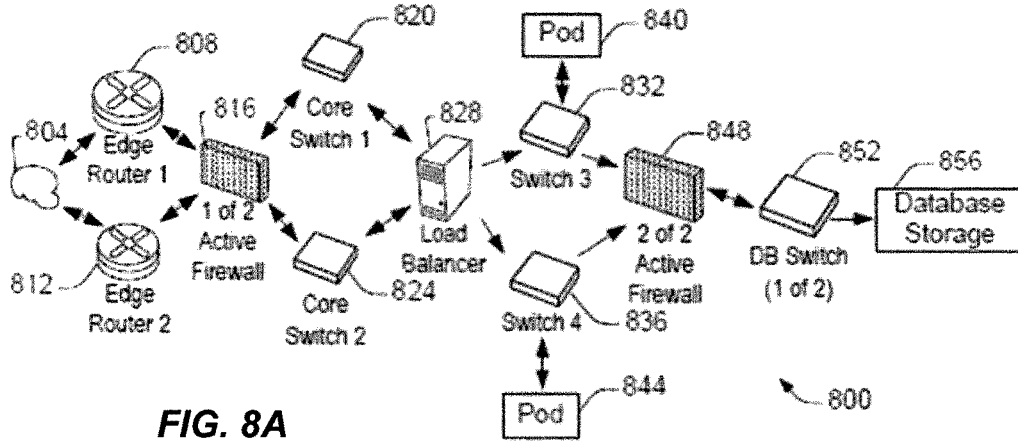 820
Pod
840
808
832
816
828
848
804
Core
Switch 1
852
856
Edge
Router 1
Switch 3
Database
Storage
1 of 2
Active
Firewall
Load
Balancer
2 of 2
Active
Firewall
DB Switch
(1 of 2)
812
824
Edge
Router 2
Core
Switch 2
Switch 4
836
Pod
844
800
FIG. 8A